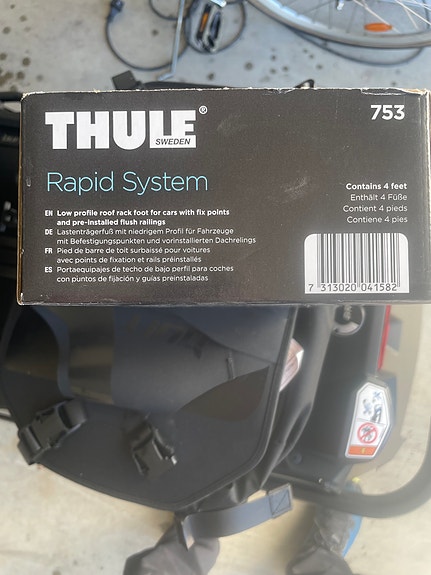 THULE®
SWEDEN
753
Rapid System
Contains 4 feet
Enthält 4 Füße
Contient 4 pieds
Contiene 4 pies
EN Low profile roof rack foot for cars with fix points
and pre-installed flush railings
DE Lastenträgerfuß mit niedrigem Profil für Fahrzeuge
mit Befestigungspunkten und vorinstallierten Dachrelings
FR Pied de barre de toit surbaissé pour voitures
avec points de fixation et rails préinstallés
ES Portaequipajes de techo de bajo perfil para coches
con puntos de fijación y guías preinstaladas
7 313020 041582